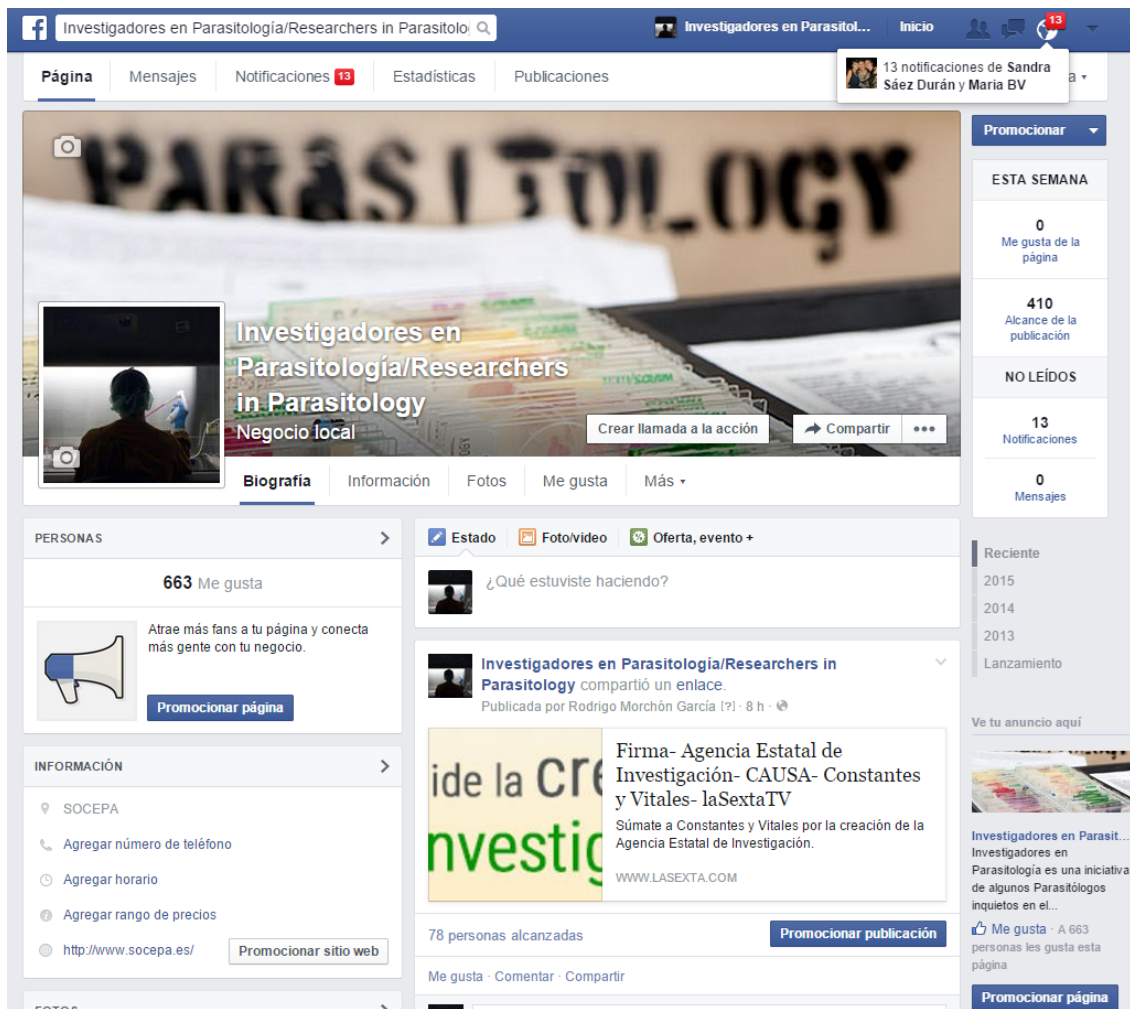 Investigadores en Parasitología/Researchers in Parasitolo
Investigadores en Parasitol...
Inicio
13
Página
Mensajes
Notificaciones 13
Estadísticas
Publicaciones
13 notificaciones de Sandra
Sáez Durán y Maria BV
a
PARASITOLOGY
Investigadores en
Parasitología/Researchers
in Parasitology
Negocio local
Crear llamada a la acción
Compartir
Biografía
Información
Fotos
Me gusta
Más
Promocionar
ESTA SEMANA
0
Me gusta de la
página
410
Alcance de la
publicación
NO LEÍDOS
13
Notificaciones
0
Mensajes
PERSONAS
663 Me gusta
Atrae más fans a tu página y conecta
más gente con tu negocio.
Promocionar página
INFORMACIÓN
SOCEPA
Agregar número de teléfono
Agregar horario
Agregar rango de precios
http://www.socepa.es/
Promocionar sitio web
FOTOS
Estado
Foto/video
Oferta, evento +
¿Qué estuviste haciendo?
Investigadores en Parasitología/Researchers in
Parasitology compartió un enlace.
Publicada por Rodrigo Morchón García [?] · 8 h ·
ide la cre
nvestig
Firma- Agencia Estatal de
Investigación- CAUSA- Constantes
y Vitales- laSextaTV
Súmate a Constantes y Vitales por la creación de la
Agencia Estatal de Investigación.
WWW.LASEXTA.COM
78 personas alcanzadas
Promocionar publicación
Me gusta · Comentar · Compartir
Reciente
2015
2014
2013
Lanzamiento
Ve tu anuncio aquí
Investigadores en Parasit...
Investigadores en
Parasitología es una iniciativa
de algunos Parasitólogos
inquietos en el...
Me gusta · A 663
personas les gusta esta
página
Promocionar página